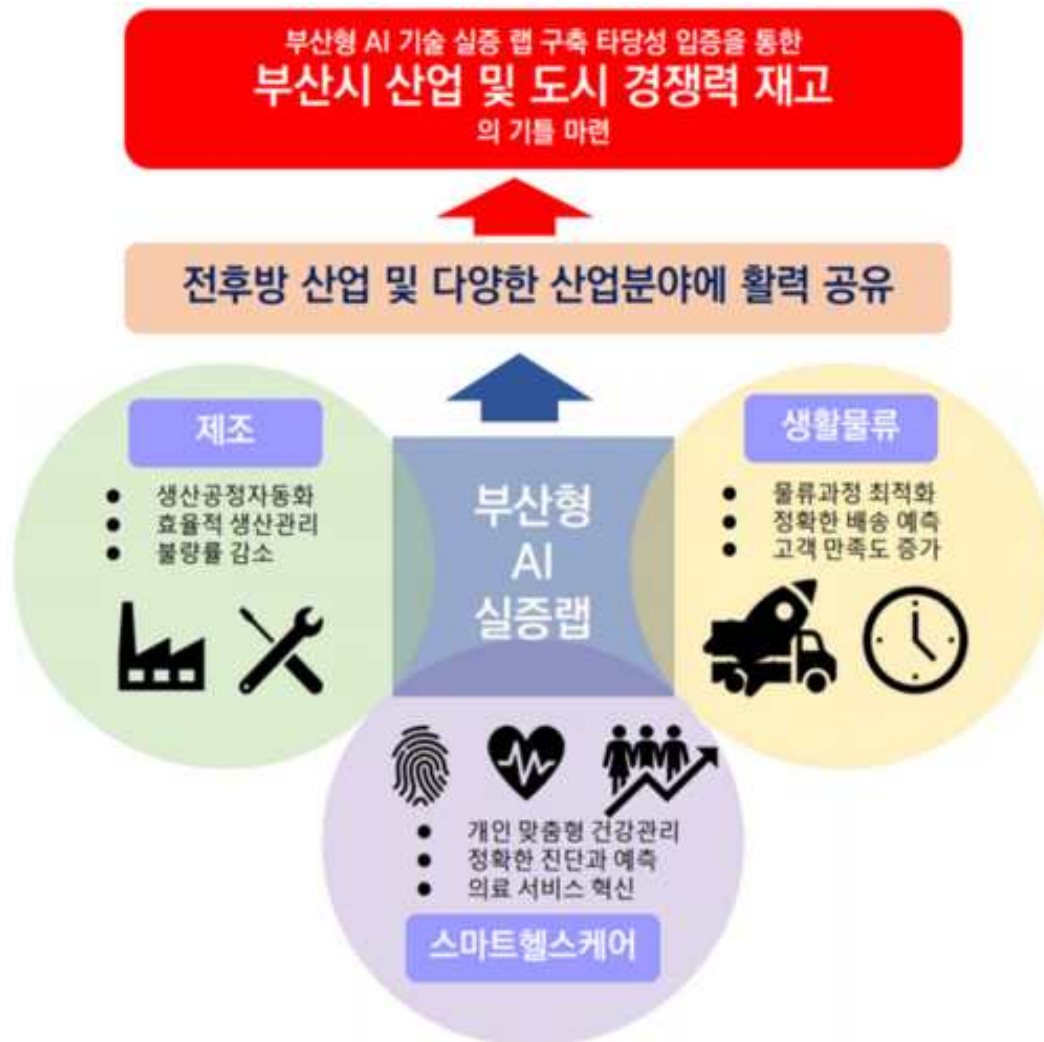 부산형 AI 기술 실증 랩 구축 타당성 입증을 통한
부산시 산업 및 도시 경쟁력 재고
의 기틀 마련
전후방 산업 및 다양한 산업분야에 활력 공유
제조
● 생산공정자동화
● 효율적 생산관리
● 불량률 감소
부산형
AI
실증랩
생활물류
● 물류과정 최적화
● 정확한 배송 예측
● 고객 만족도 증가
● 개인 맞춤형 건강관리
● 정확한 진단과 예측
● 의료 서비스 혁신
스마트헬스케어